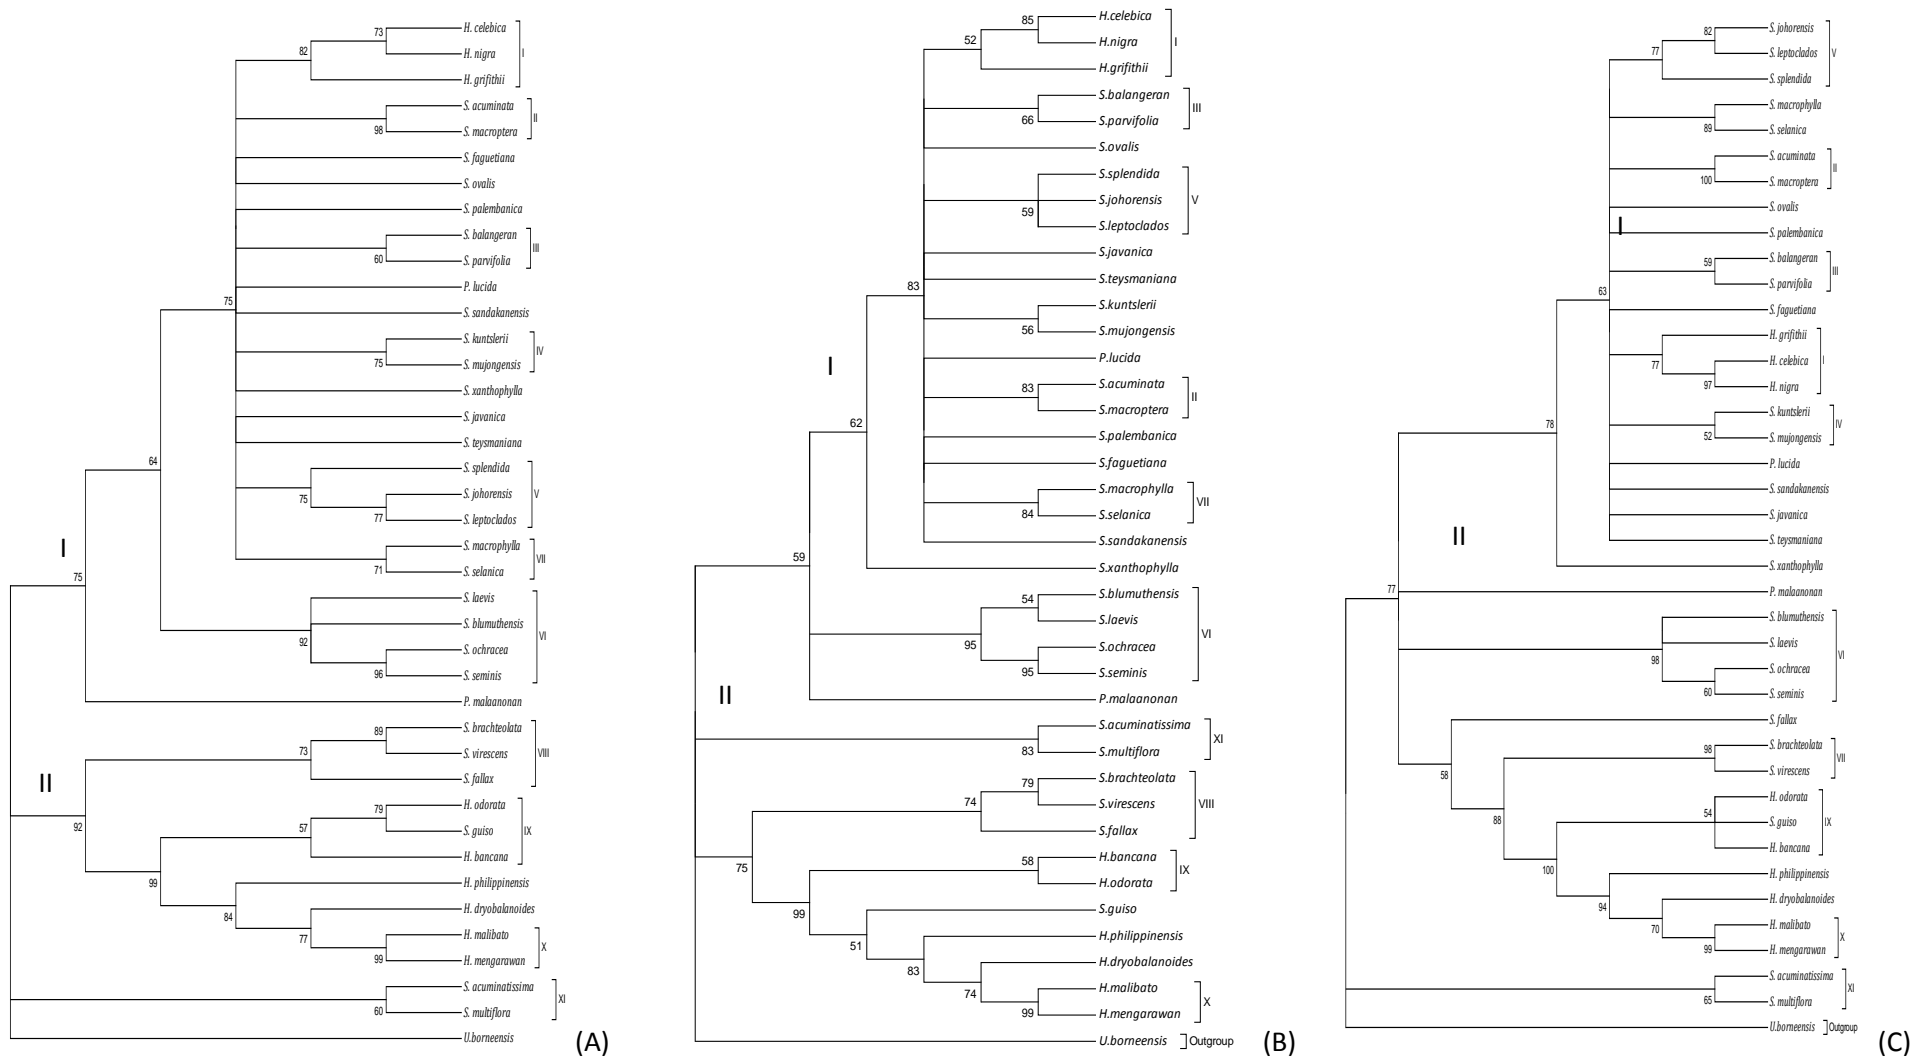 73
H. celebica
82
H. nigra
I
H. grifithii
S. acuminata
II
98
S. macroptera
S. faguetiana
S. ovalis
S. palembanica
S. balangeran
III
60
S. parvifolia
P. lucida
75
S. sandakanensis
S. kuntslerii
IV
75
S. mujongensis
S. xanthophylla
S. javanica
S. teysmaniana
64
S. splendida
75
S. johorensis
V
77
S. leptoclados
I
S. macrophylla
VII
71
S. selanica
75
S. laevis
S. blumuthensis
VI
92
S. ochracea
96
S. seminis
P. malaanonan
89
S. brachteolata
73
S. virescens
VIII
S. fallax
II
79
H. odorata
57
S. guiso
IX
92
H. bancana
99
H. philippinensis
84
H. dryobalanoides
77
H. malibato
X
99
H. mengarawan
S. acuminatissima
XI
60
S. multiflora
U.borneensis
(A)
85
H.celebica
52
H.nigra
I
H.grifithii
S.balangeran
III
66
S.parvifolia
S.ovalis
S.splendida
59
S.johorensis
V
S.leptoclados
S.javanica
S.teysmaniana
83
S.kuntslerii
56
S.mujongensis
I
P.lucida
83
S.acuminata
II
S.macroptera
62
S.palembanica
S.faguetiana
S.macrophylla
VII
84
S.selanica
S.sandakanensis
59
S.xanthophylla
54
S.blumuthensis
S.laevis
VI
95
S.ochracea
95
S.seminis
II
P.malaanonan
S.acuminatissima
XI
83
S.multiflora
79
S.brachteolata
74
S.virescens
VIII
S.fallax
75
58
H.bancana
IX
H.odorata
99
S.guiso
51
H.philippinensis
83
H.dryobalanoides
74
H.malibato
X
99
H.mengarawan
U.borneensis
Outgroup
(B)
82
S. johorensis
77
S. leptoclados
V
S. splendida
S. macrophylla
89
S. selanica
S. acuminata
II
100
S. macroptera
S. ovalis
I
S. palembanica
59
S. balangeran
III
S. parvifolia
63
S. faguetiana
H. grifithii
77
H. celebica
I
97
H. nigra
S. kuntslerii
IV
78
52
S. mujongensis
P. lucida
S. sandakanensis
S. javanica
II
S. teysmaniana
S. xanthophylla
77
P. malaanonan
S. blumuthensis
S. laevis
VI
98
S. ochracea
60
S. seminis
S. fallax
98
S. brachteolata
VII
58
S. virescens
H. odorata
54
S. guiso
IX
88
H. bancana
100
H. philippinensis
94
H. dryobalanoides
70
H. malibato
X
99
H. mengarawan
S. acuminatissima
XI
65
S. multiflora
U.borneensis
Outgroup
(C)